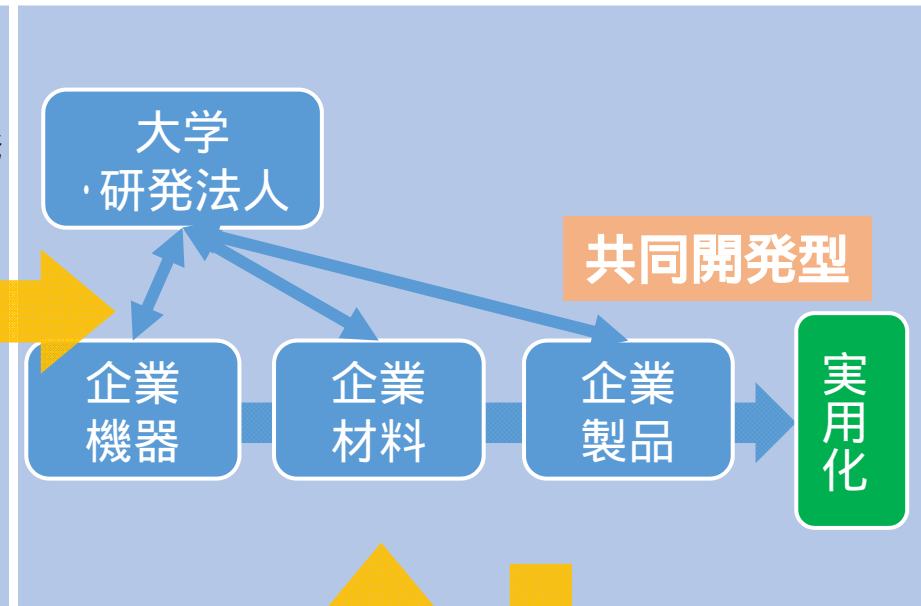 大学
・研発法人
共同開発型
企業
機器
企業
材料
企業
製品
実用化